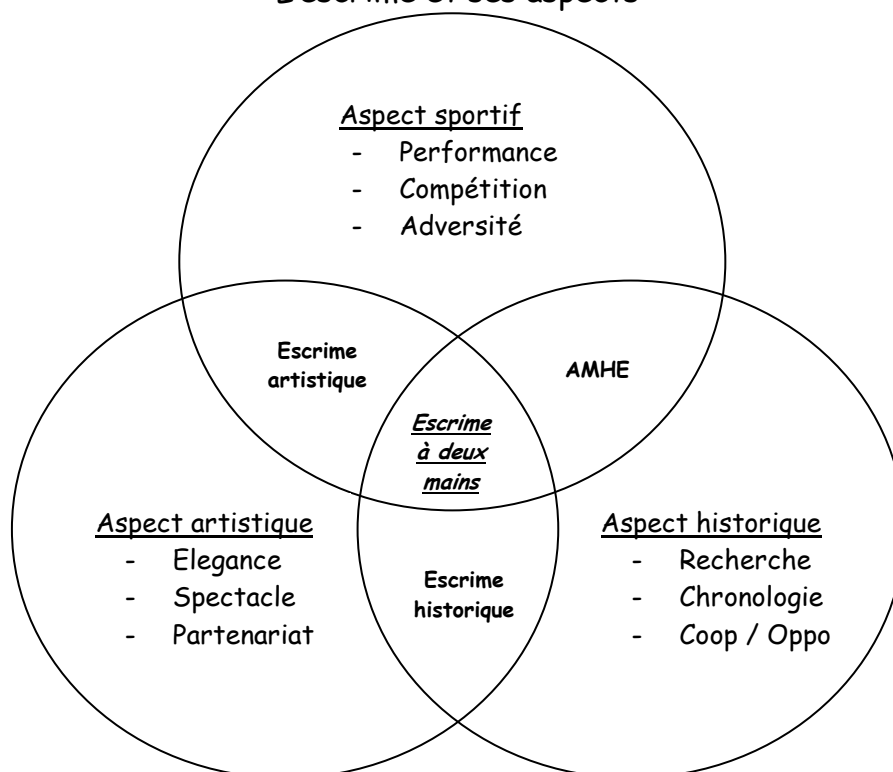 Aspect sportif
- Performance
- Compétition
- Adversité
Escrime
artistique
AMHE
Escrime
à deux
mains
Aspect artistique
- Elegance
- Spectacle
- Partenariat
Escrime
historique
Aspect historique
- Recherche
- Chronologie
- Coop / Oppo